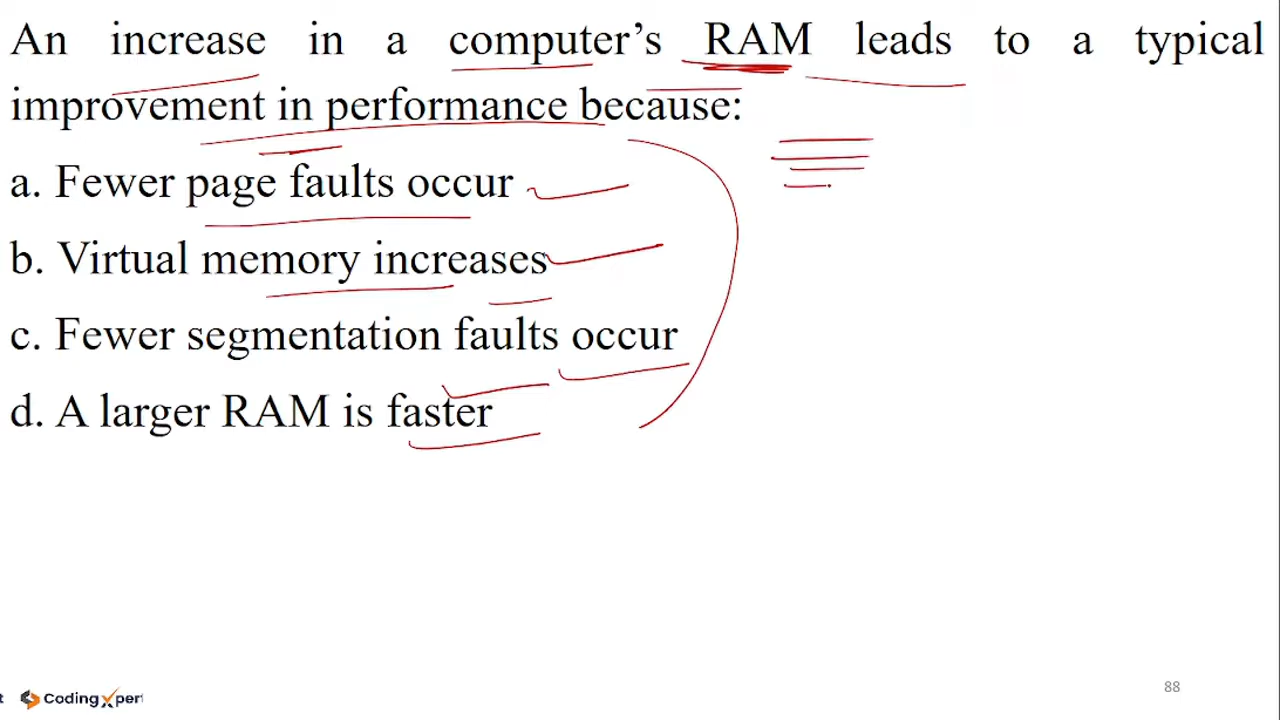 An increase in a computer's RAM leads to a typical
improvement in performance because:
a. Fewer page faults occur
b. Virtual memory increases
c. Fewer segmentation faults occur
d. A larger RAM is faster
t CodingXper
88